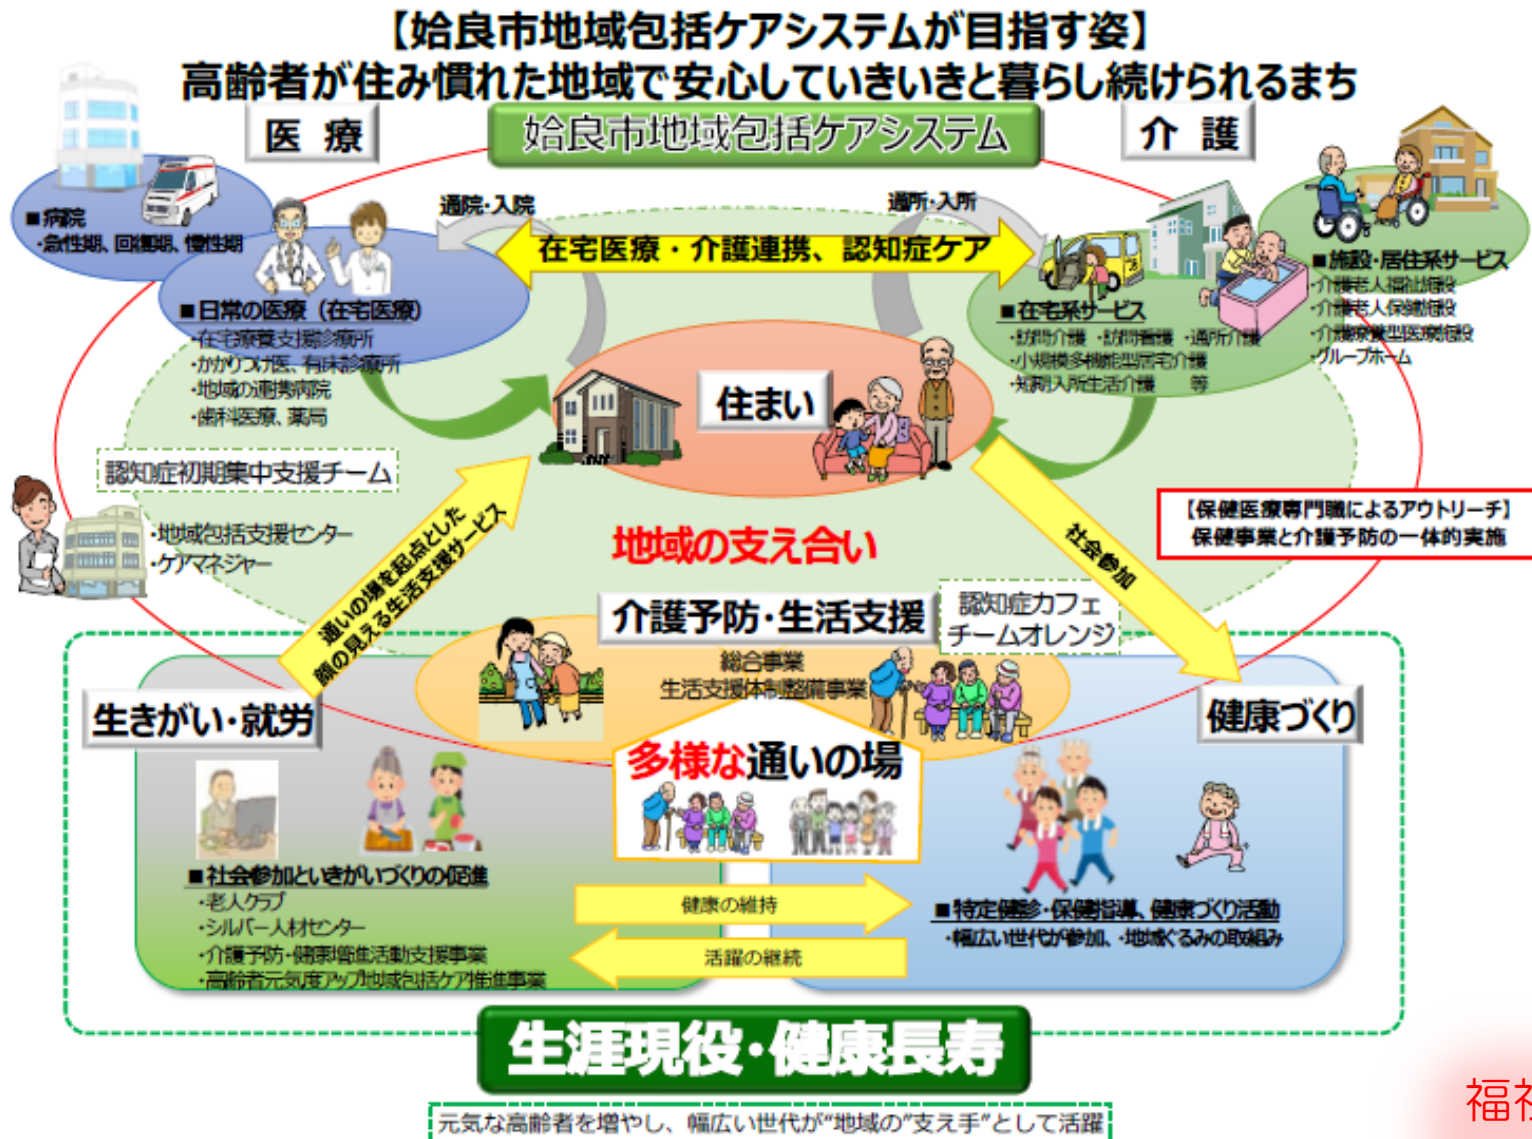 【姶良市地域包括ケアシステムが目指す姿】
高齢者が住み慣れた地域で安心していきいきと暮らし続けられるまち
医 療
姶良市地域包括ケアシステム
介 護
■病院
・急性期、回復期、慢性期
通院・入院
通所・入所
在宅医療・介護連携、認知症ケア
■日常の医療（在宅医療）
・在宅療養支援診療所
・かかりつけ医、有床診療所
・地域の連携病院
・歯科医療、薬局
■在宅系サービス
・訪問介護 ・訪問看護 ・通所介護
・小規模多機能型居宅介護
・短期入所生活介護 等
■施設・居住系サービス
・介護老人福祉施設
・介護老人保健施設
・介護療養型医療施設
・グループホーム
住まい
認知症初期集中支援チーム
・地域包括支援センター
・ケアマネジャー
通いの場を起点とした
顔の見える生活支援サービス
地域の支え合い
社会参加
【保健医療専門職によるアウトリーチ】
保健事業と介護予防の一体的実施
介護予防・生活支援
認知症カフェ
チームオレンジ
総合事業
生活支援体制整備事業
生きがい・就労
健康づくり
多様な通いの場
■社会参加といきがいづくりの促進
・老人クラブ
・シルバー人材センター
・介護予防・健康増進活動支援事業
・高齢者元気度アップ地域包括ケア推進事業
健康の維持
活躍の継続
■特定健診・保健指導、健康づくり活動
・幅広い世代が参加、・地域ぐるみの取組み
生涯現役・健康長寿
元気な高齢者を増やし、幅広い世代が“地域の”支え手”として活躍
福祉